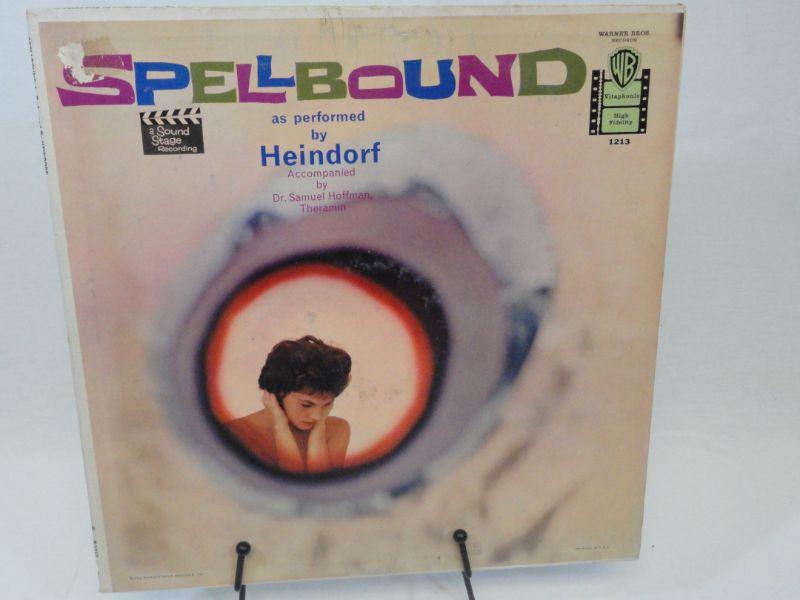 SPELLBOUND
as performed
by
Heindorf
Accompanied
by
Dr. Samuel Hoffman,
Theramin
a Sound
Stage
Recording
WARNER BROS.
RECORDS
WB
Vitaphonic
High
Fidelity
1213